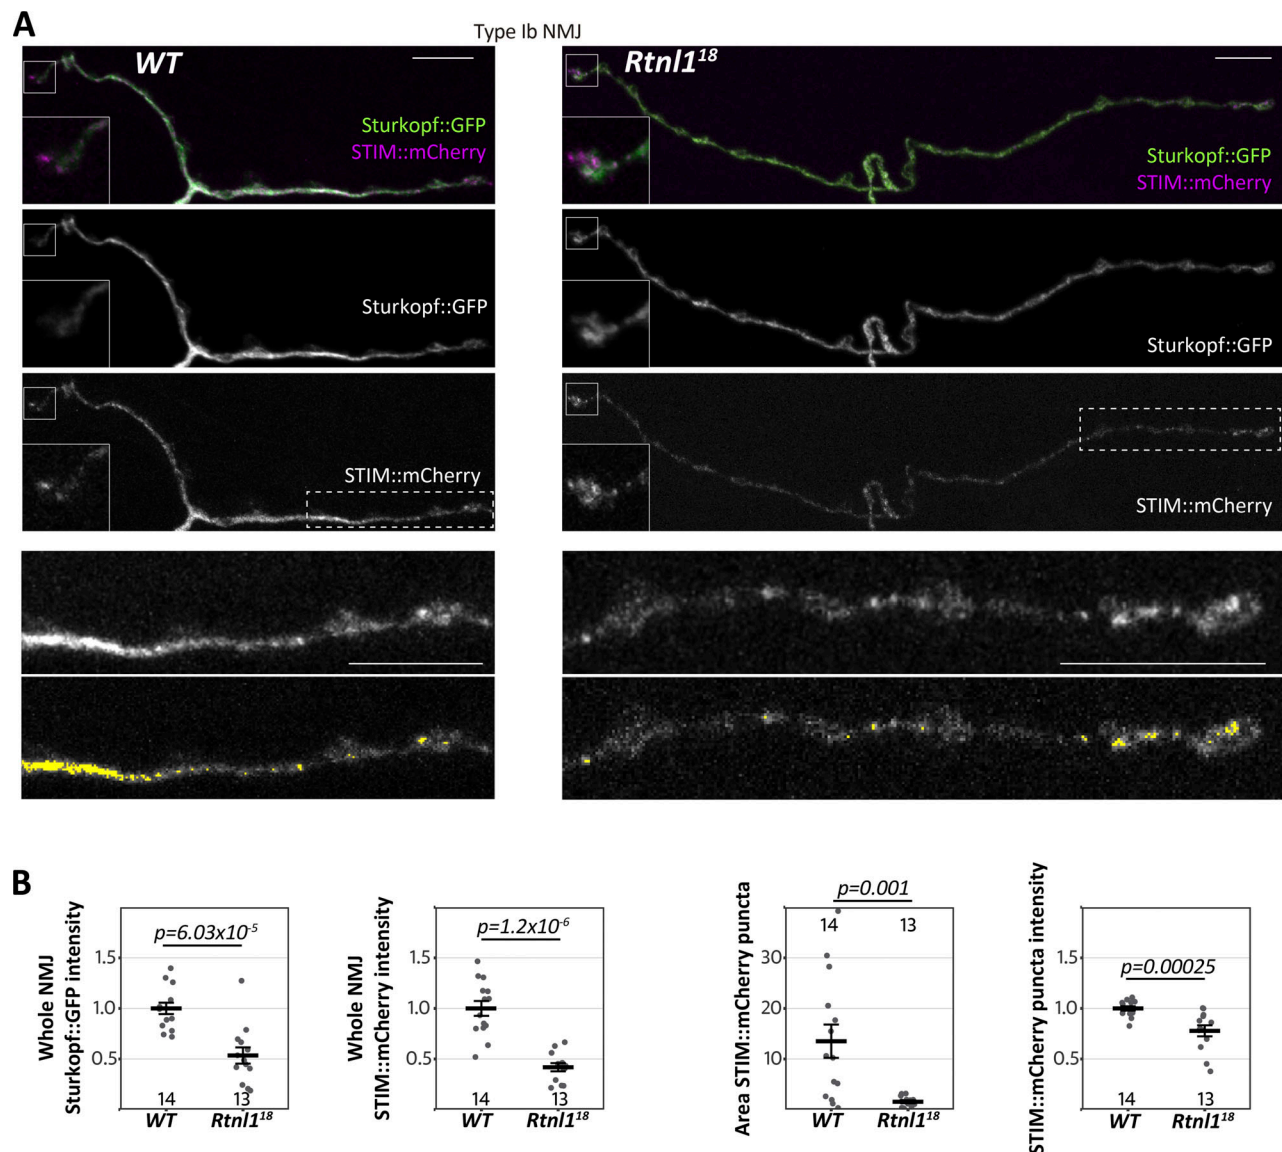 A
Type Ib NMJ
WT
Sturkopf::GFP
STIM::mCherry
Sturkopf::GFP
STIM::mCherry
Rtnl1¹⁸
Sturkopf::GFP
STIM::mCherry
Sturkopf::GFP
STIM::mCherry
B
Whole NMJ
Sturkopf::GFP intensity
1.5
1.0
0.5
p=6.03x10⁻⁵
14 13
WT Rtnl1¹⁸
Whole NMJ
STIM::mCherry intensity
1.5
1.0
0.5
p=1.2x10⁻⁶
14 13
WT Rtnl1¹⁸
Area STIM::mCherry puncta
30
20
10
p=0.001
14 13
WT Rtnl1¹⁸
STIM::mCherry puncta intensity
1.5
1.0
0.5
p=0.00025
14 13
WT Rtnl1¹⁸